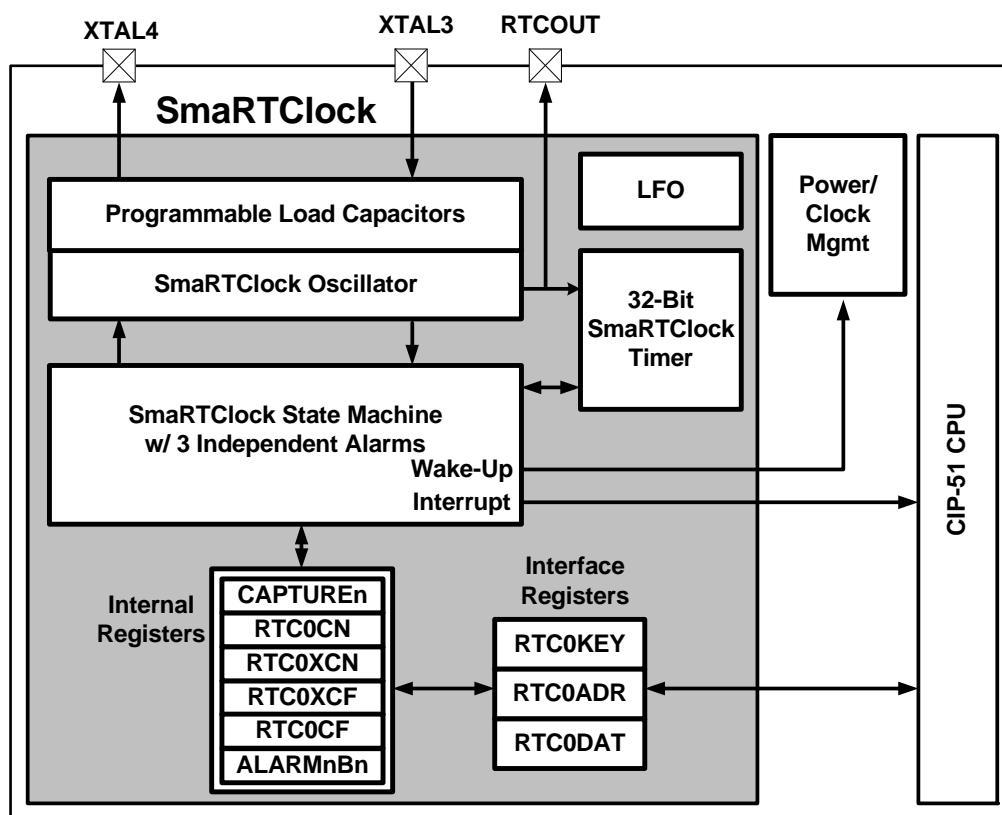 XTAL4
XTAL3
RTCOUT
SmaRTClock
Programmable Load Capacitors
SmaRTClock Oscillator
LFO
Power/
Clock
Mgmt
32-Bit
SmaRTClock
Timer
SmaRTClock State Machine
w/ 3 Independent Alarms
Wake-Up
Interrupt
CIP-51 CPU
Internal
Registers
CAPTUREn
RTC0CN
RTC0XCN
RTC0XCF
RTC0CF
ALARMnBn
Interface
Registers
RTC0KEY
RTC0ADR
RTC0DAT